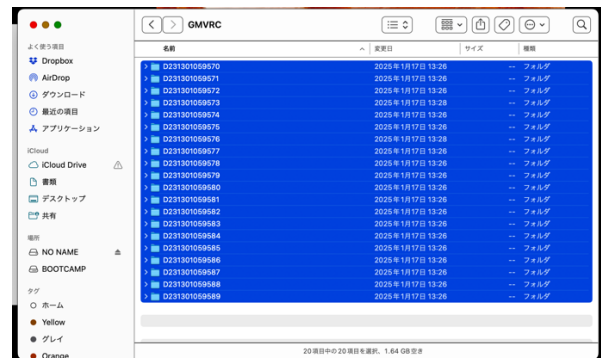 GMVRC
よく使う項目
Dropbox
AirDrop
ダウンロード
最近の項目
アプリケーション
iCloud
iCloud Drive
書類
デスクトップ
共有
場所
NO NAME
BOOTCAMP
タグ
ホーム
Yellow
グレイ
Orange
名前 変更日 サイズ 種類
D231301059570 2025年1月17日 13:26 -- フォルダ
D231301059571 2025年1月17日 13:26 -- フォルダ
D231301059572 2025年1月17日 13:26 -- フォルダ
D231301059573 2025年1月17日 13:28 -- フォルダ
D231301059574 2025年1月17日 13:26 -- フォルダ
D231301059575 2025年1月17日 13:26 -- フォルダ
D231301059576 2025年1月17日 13:28 -- フォルダ
D231301059577 2025年1月17日 13:26 -- フォルダ
D231301059578 2025年1月17日 13:26 -- フォルダ
D231301059579 2025年1月17日 13:26 -- フォルダ
D231301059580 2025年1月17日 13:26 -- フォルダ
D231301059581 2025年1月17日 13:26 -- フォルダ
D231301059582 2025年1月17日 13:26 -- フォルダ
D231301059583 2025年1月17日 13:26 -- フォルダ
D231301059584 2025年1月17日 13:26 -- フォルダ
D231301059585 2025年1月17日 13:26 -- フォルダ
D231301059586 2025年1月17日 13:26 -- フォルダ
D231301059587 2025年1月17日 13:26 -- フォルダ
D231301059588 2025年1月17日 13:26 -- フォルダ
D231301059589 2025年1月17日 13:26 -- フォルダ
20項目中の20項目を選択、1.64 GB空き